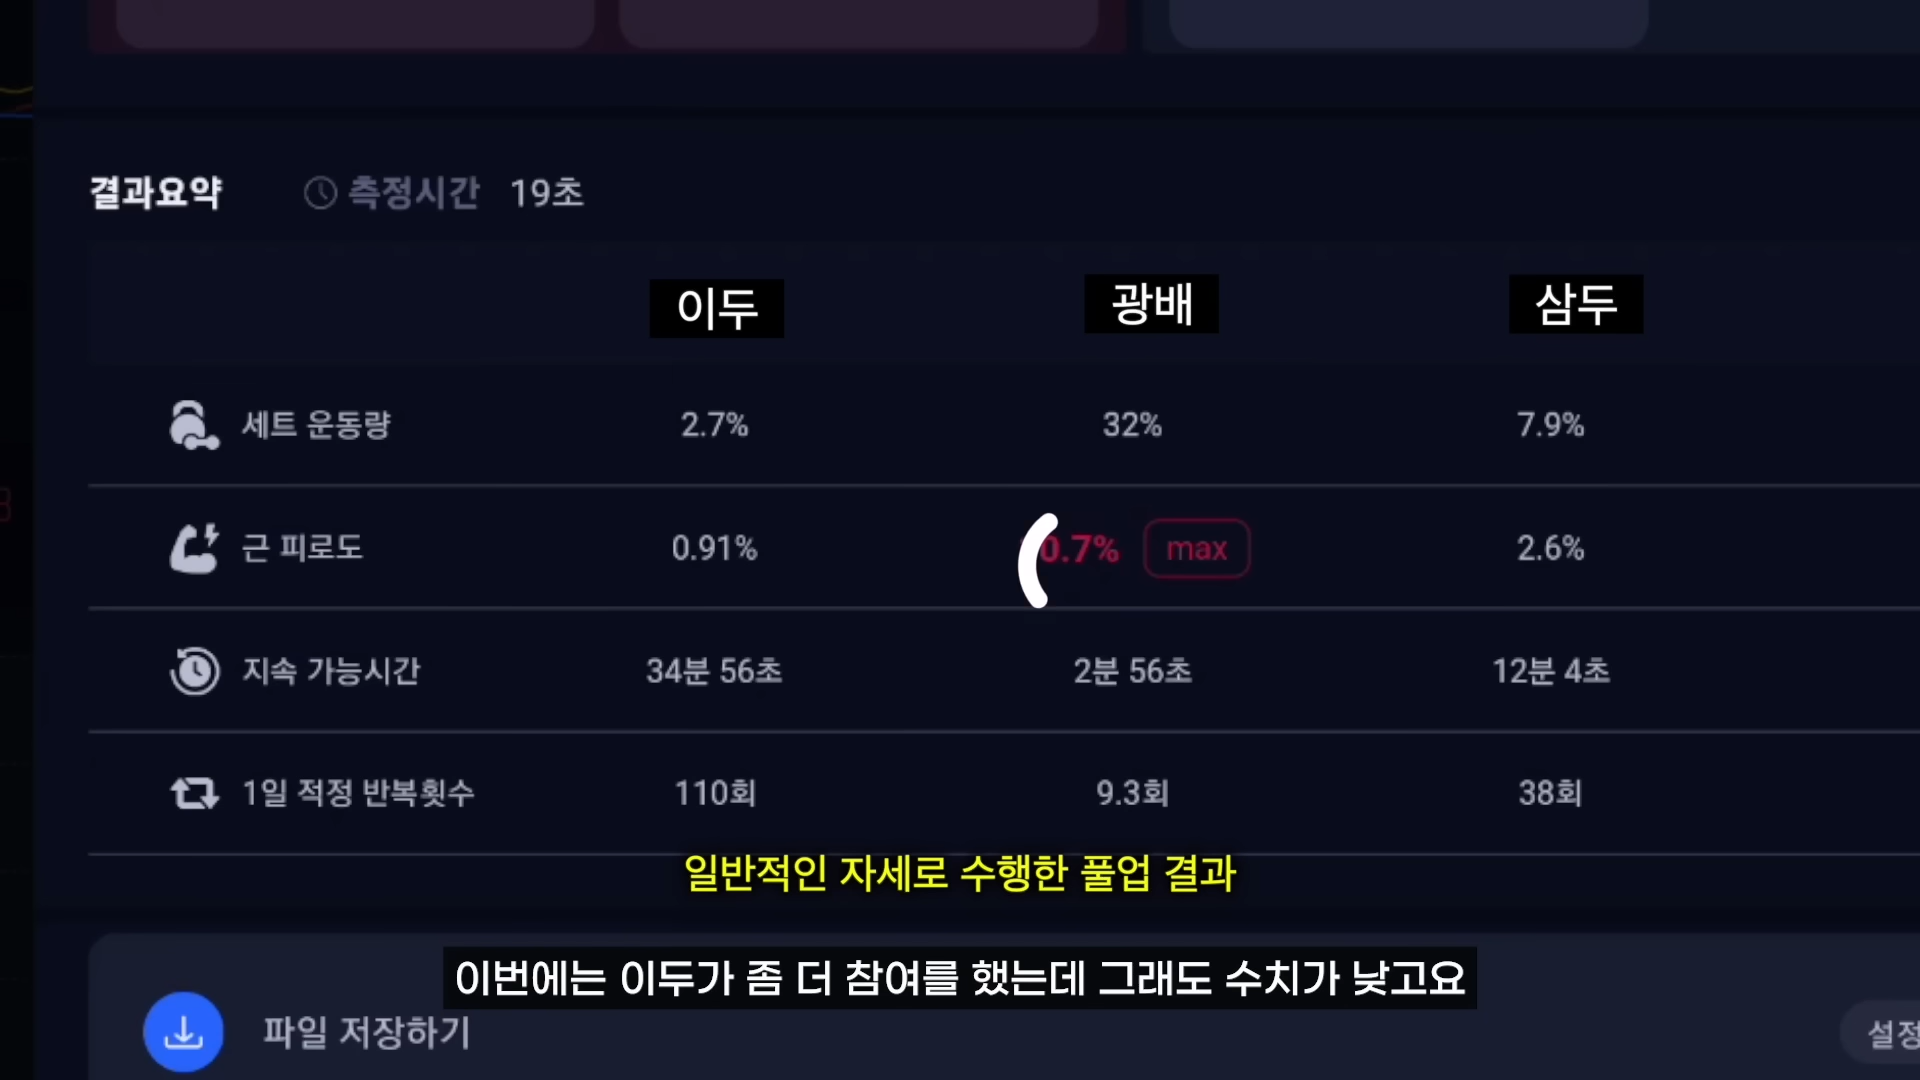 결과요약 측정시간 19초
이두 광배 삼두
세트 운동량 2.7% 32% 7.9%
근 피로도 0.91% 0.7% max 2.6%
지속 가능시간 34분 56초 2분 56초 12분 4초
1일 적정 반복횟수 110회 9.3회 38회
일반적인 자세로 수행한 풀업 결과
이번에는 이두가 좀 더 참여를 했는데 그래도 수치가 낮고요
파일 저장하기 설정